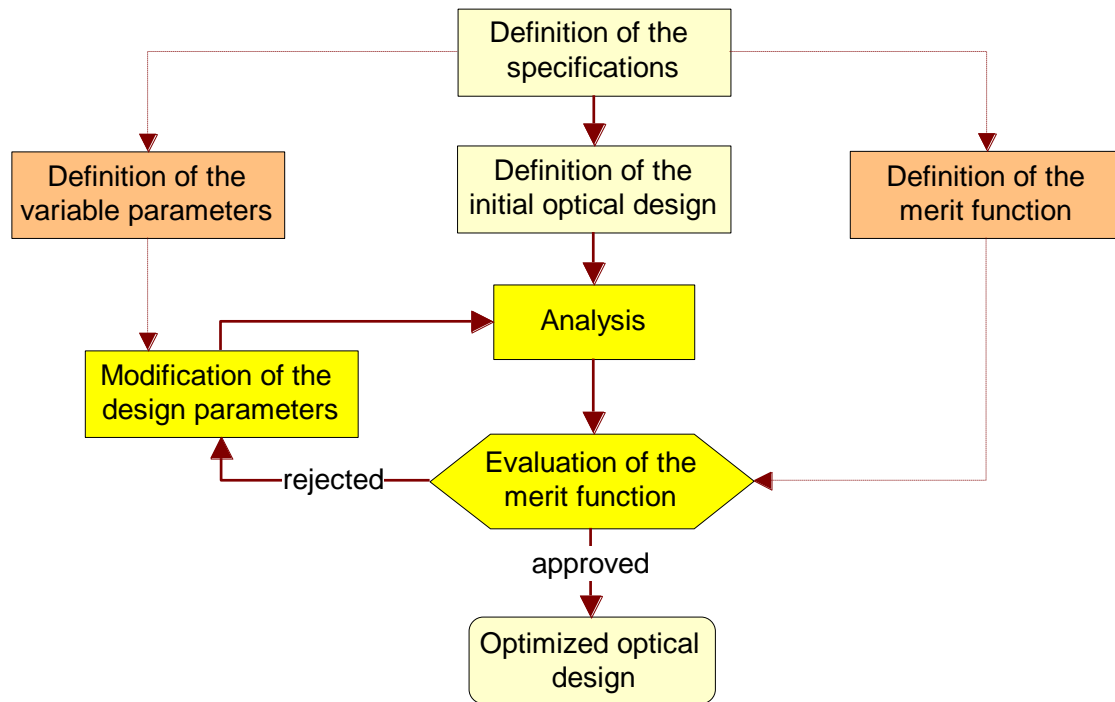 Definition of the
specifications
Definition of the
variable parameters
Definition of the
initial optical design
Definition of the
merit function
Analysis
Modification of the
design parameters
Evaluation of the
merit function
rejected
approved
Optimized optical
design